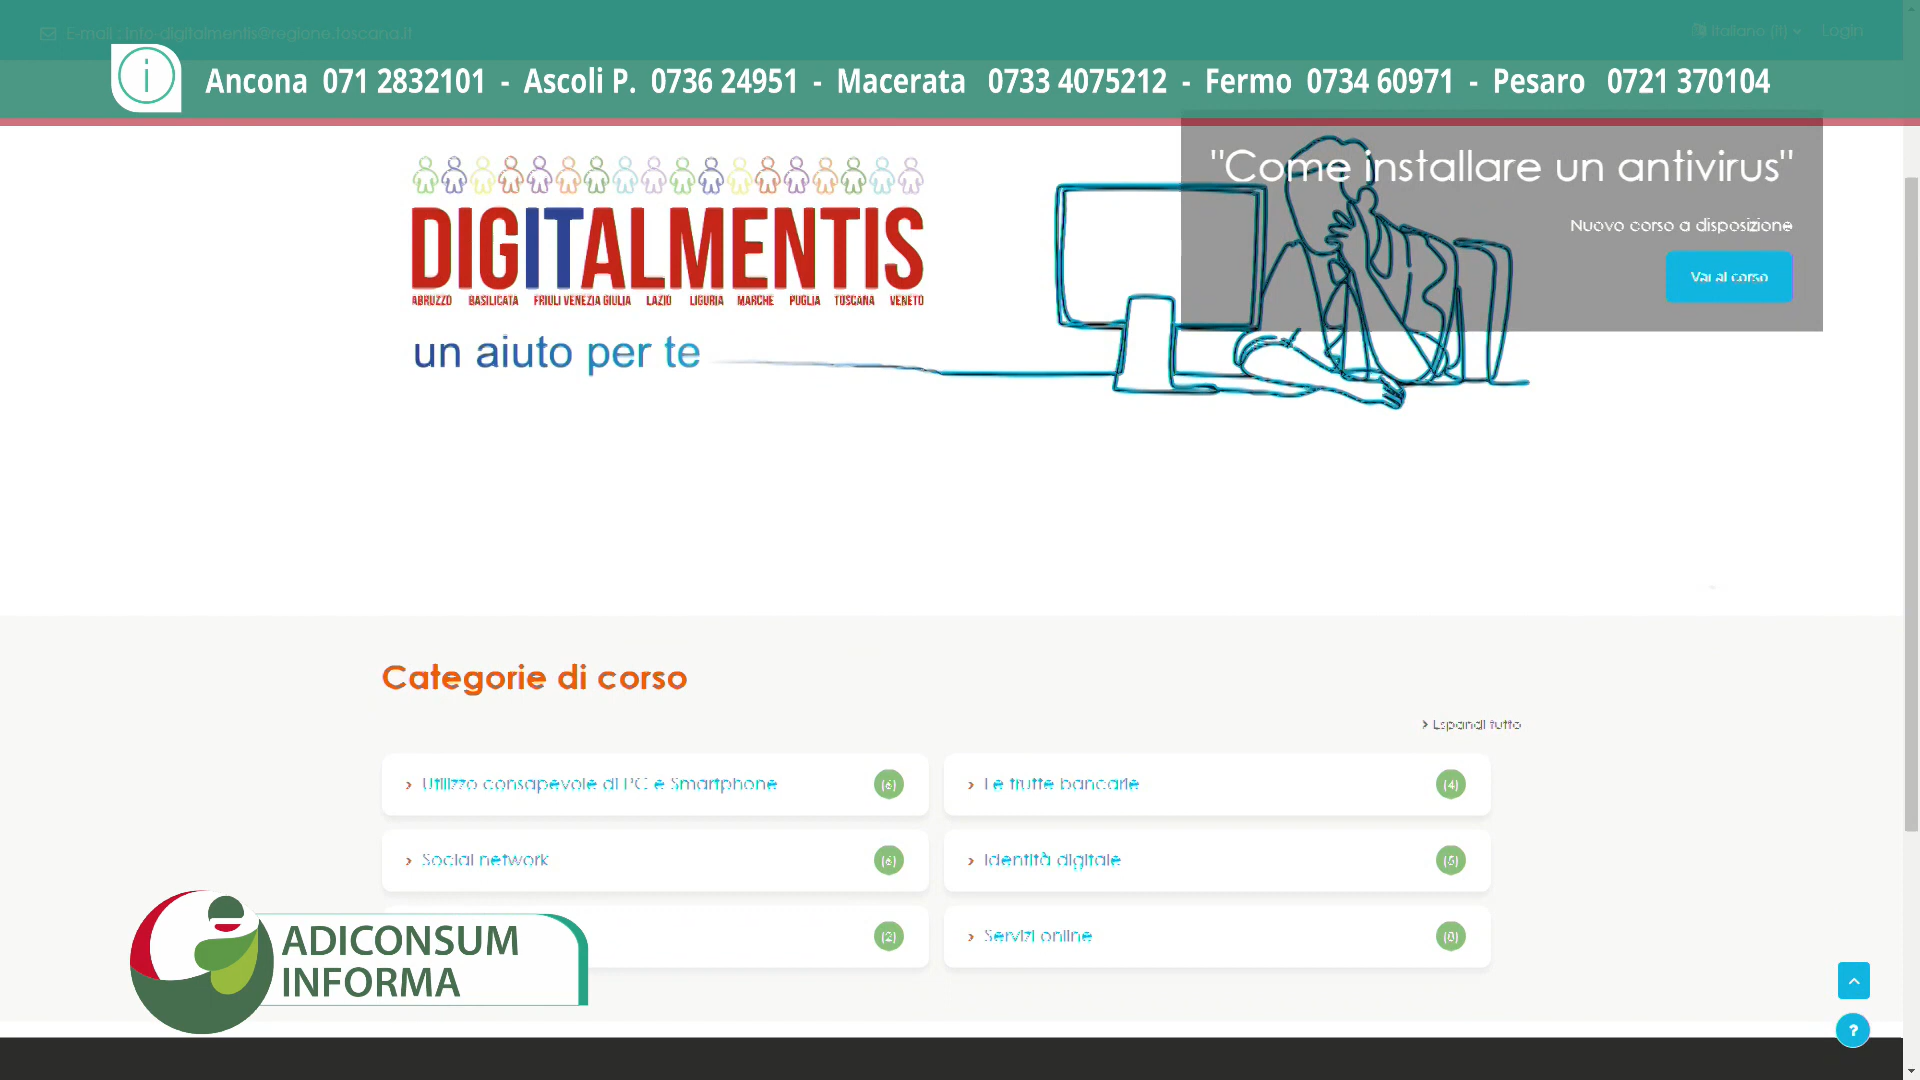 E-mail : info-digitalmentis@regione.toscana.it
Italiano (it)
Login
Ancona 071 2832101 - Ascoli P. 0736 24951 - Macerata 0733 4075212 - Fermo 0734 60971 - Pesaro 0721 370104
"Come installare un antivirus"
Nuovo corso a disposizione
Vai al corso
DIGITALMENTIS
ABRUZZO BASILICATA FRIULI VENEZIA GIULIA LAZIO LIGURIA MARCHE PUGLIA TOSCANA VENETO
un aiuto per te
Categorie di corso
Espandi tutto
Utilizzo consapevole di PC e Smartphone (6)
Le truffe bancarie (4)
Social network (6)
Identità digitale (5)
(2)
Servizi online (8)
ADICONSUM
INFORMA
?